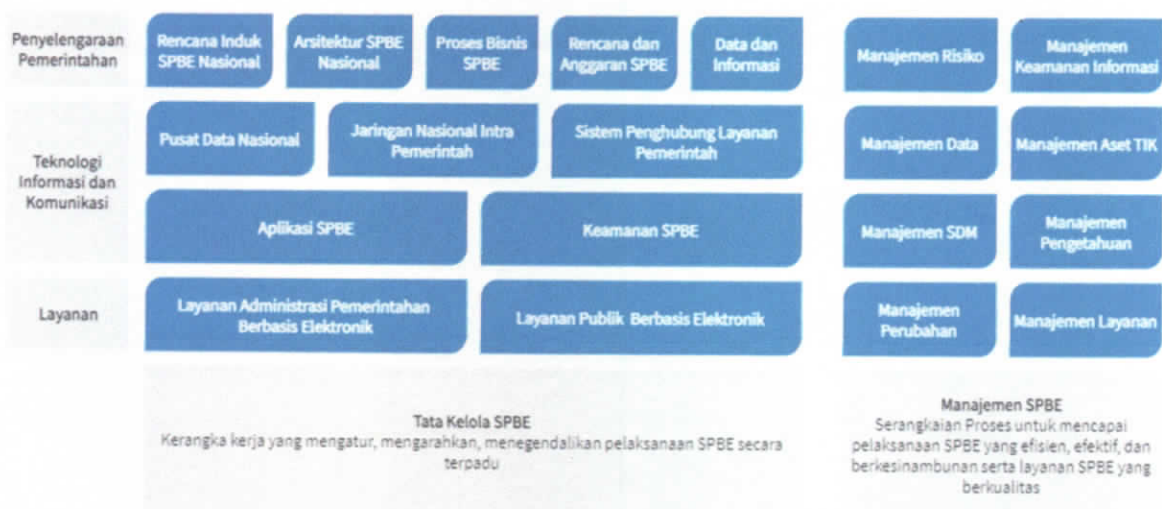 Penyelengaraan
Pemerintahan
Rencana Induk
SPBE Nasional
Arsitektur SPBE
Nasional
Proses Bisnis
SPBE
Rencana dan
Anggaran SPBE
Data dan
Informasi
Manajemen Risiko
Manajemen
Keamanan Informasi
Teknologi
Informasi dan
Komunikasi
Pusat Data Nasional
Jaringan Nasional Intra
Pemerintah
Sistem Penghubung Layanan
Pemerintah
Manajemen Data
Manajemen Aset TIK
Aplikasi SPBE
Keamanan SPBE
Manajemen SDM
Manajemen
Pengetahuan
Layanan
Layanan Administrasi Pemerintahan
Berbasis Elektronik
Layanan Publik Berbasis Elektronik
Manajemen
Perubahan
Manajemen Layanan
Tata Kelola SPBE
Kerangka kerja yang mengatur, mengarahkan, menegendalikan pelaksanaan SPBE secara
terpadu
Manajemen SPBE
Serangkaian Proses untuk mencapai
pelaksanaan SPBE yang efisien, efektif, dan
berkesinambunan serta layanan SPBE yang
berkualitas